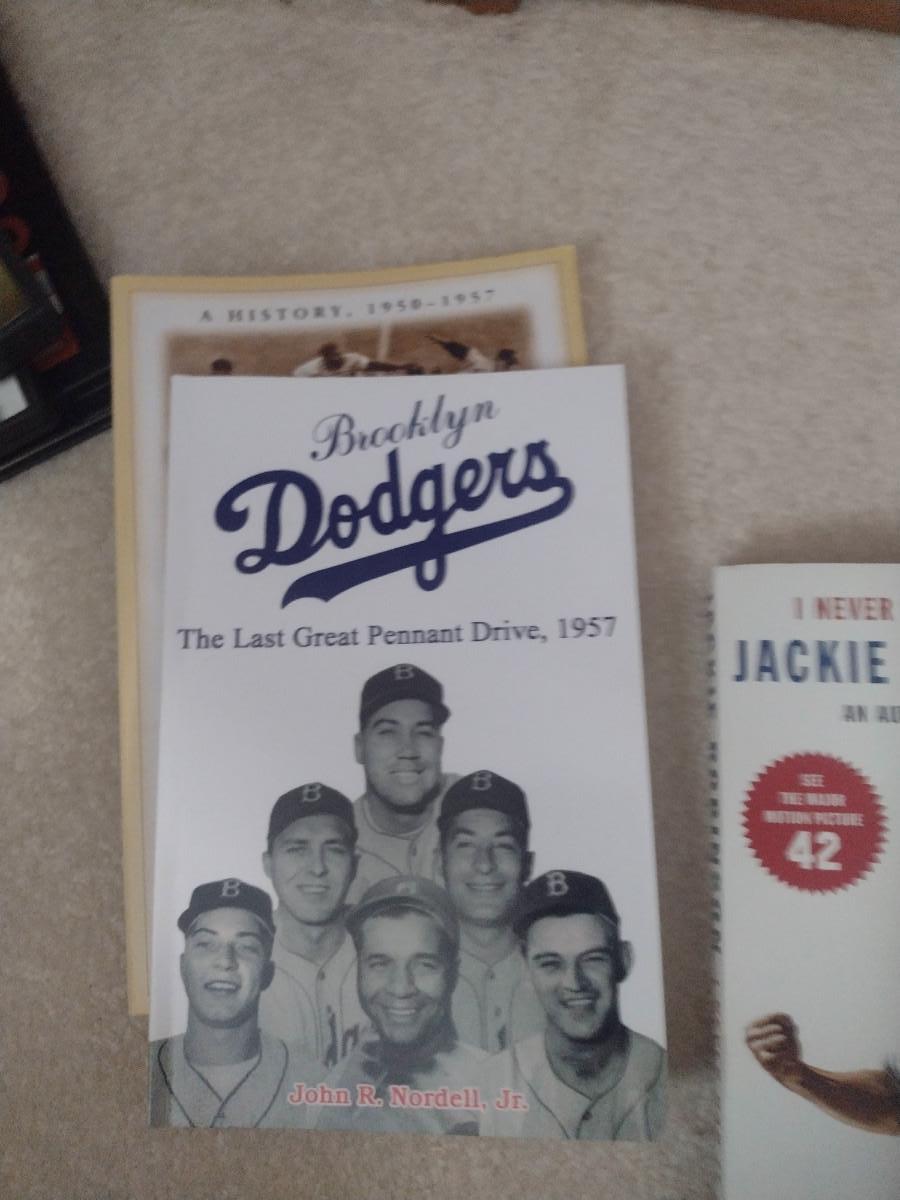 A HISTORY, 1950-1957
Brooklyn
Dodgers
The Last Great Pennant Drive, 1957
B
B
B
B
B
John R. Nordell, Jr.
I NEVER
JACKIE
AN AU
SEE
THE MAJOR
MOTION PICTURE
42